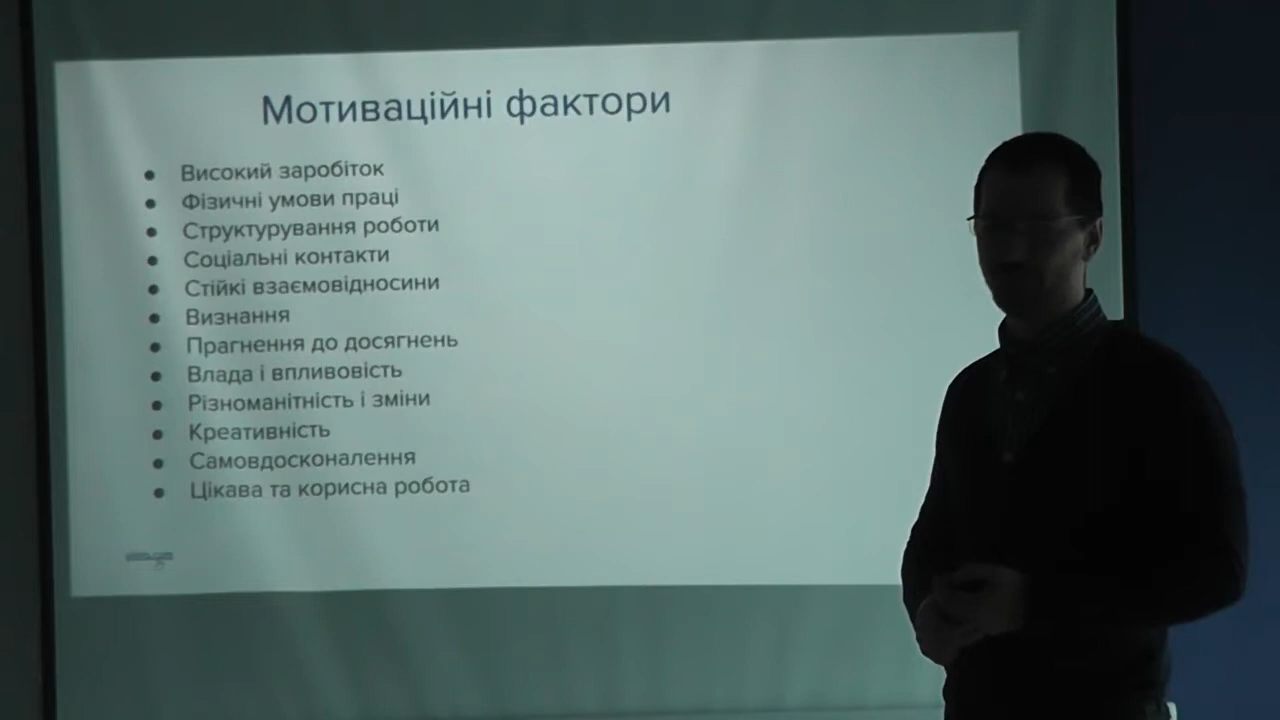 Мотиваційні фактори
● Високий заробіток
● Фізичні умови праці
● Структурування роботи
● Соціальні контакти
● Стійкі взаємовідносини
● Визнання
● Прагнення до досягнень
● Влада і впливовість
● Різноманітність і зміни
● Креативність
● Самовдосконалення
● Цікава та корисна робота